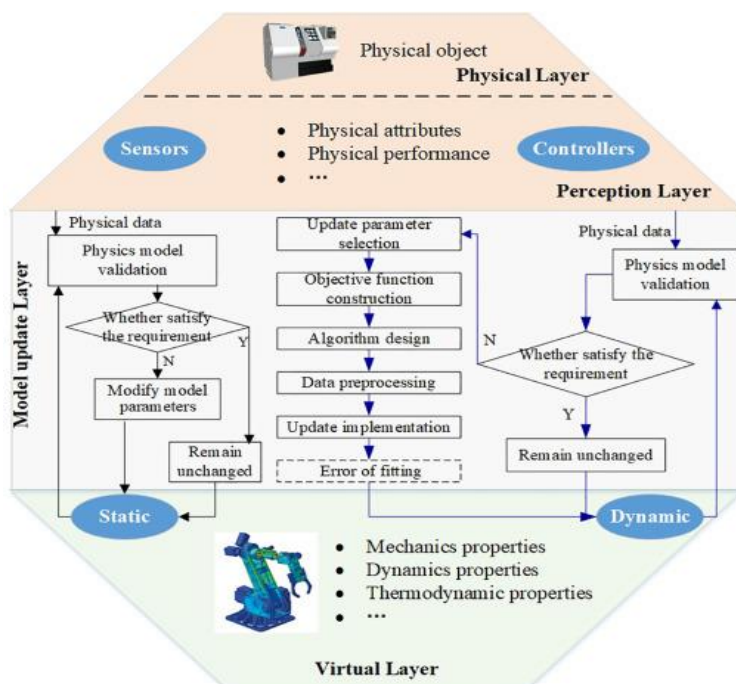 Physical object
Physical Layer
Sensors
• Physical attributes
• Physical performance
• ...
Controllers
Perception Layer
Model update Layer
Physical data
Physics model
validation
Whether satisfy
the requirement
N
Y
Modify model
parameters
Remain
unchanged
Static
Update parameter
selection
Objective function
construction
Algorithm design
Data preprocessing
Update implementation
Error of fitting
Physical data
Physics model
validation
N
Whether satisfy the
requirement
Y
Remain unchanged
Dynamic
• Mechanics properties
• Dynamics properties
• Thermodynamic properties
• ...
Virtual Layer